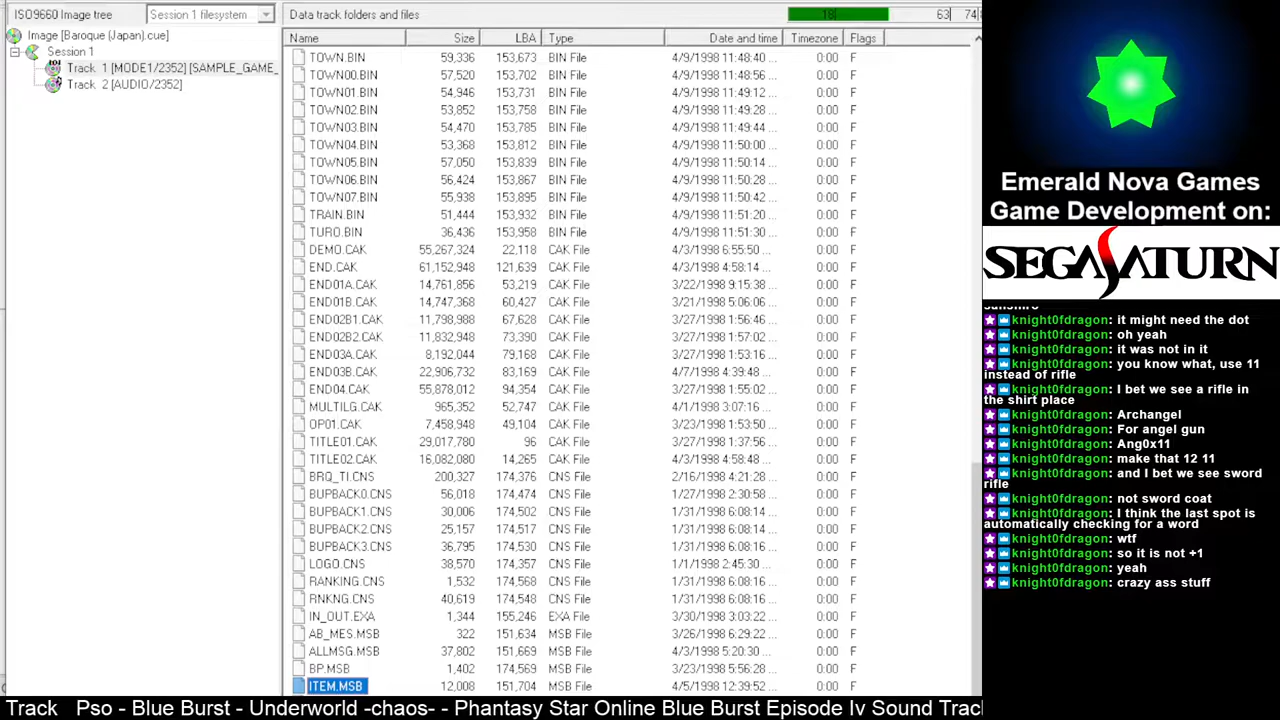 ISO9660 Image tree
Session 1 filesystem...
Data track folders and files
18
63
74
Image [Baroque (Japan).cue]
Session 1
Track 1 [MODE1/2352] [SAMPLE_GAME_
Track 2 [AUDIO/2352]
Name Size LBA Type Date and time Timezone Flags
TOWN.BIN 59,336 153,673 BIN File 4/9/1998 11:48:40 0:00 F
TOWN00.BIN 57,520 153,702 BIN File 4/9/1998 11:48:56 0:00 F
TOWN01.BIN 54,946 153,731 BIN File 4/9/1998 11:49:12 0:00 F
TOWN02.BIN 53,852 153,758 BIN File 4/9/1998 11:49:28 0:00 F
TOWN03.BIN 54,470 153,785 BIN File 4/9/1998 11:49:44 0:00 F
TOWN04.BIN 53,368 153,812 BIN File 4/9/1998 11:50:00 0:00 F
TOWN05.BIN 57,050 153,839 BIN File 4/9/1998 11:50:14 ... 0:00 F
TOWN06.BIN 56,424 153,867 BIN File 4/9/1998 11:50:28 ... 0:00 F
TOWN07.BIN 55,938 153,895 BIN File 4/9/1998 11:50:42 ... 0:00 F
TRAIN.BIN 51,444 153,932 BIN File 4/9/1998 11:51:20 ... 0:00 F
TURO.BIN 36,436 153,958 BIN File 4/9/1998 11:51:30 ... 0:00 F
DEMO.CAK 55,267,324 22,118 CAK File 4/3/1998 6:55:50 ... 0:00 F
END.CAK 61,152,948 121,639 CAK File 4/3/1998 4:58:14 ... 0:00 F
END01A.CAK 14,761,856 53,219 CAK File 3/22/1998 9:15:38 ... 0:00 F
END01B.CAK 14,747,368 60,427 CAK File 3/21/1998 5:06:06 ... 0:00 F
END02B1.CAK 11,798,988 67,628 CAK File 3/27/1998 1:56:46 ... 0:00 F
END02B2.CAK 11,832,948 73,390 CAK File 3/27/1998 1:57:02 ... 0:00 F
END03A.CAK 8,192,044 79,168 CAK File 3/27/1998 1:53:16 ... 0:00 F
END03B.CAK 22,906,732 83,169 CAK File 4/7/1998 4:39:48 ... 0:00 F
END04.CAK 55,878,012 94,354 CAK File 3/27/1998 1:55:02 ... 0:00 F
MULTILG.CAK 965,352 52,747 CAK File 4/1/1998 3:07:16 ... 0:00 F
OP01.CAK 7,458,948 49,104 CAK File 3/23/1998 1:53:50 ... 0:00 F
TITLE01.CAK 29,017,780 96 CAK File 3/27/1998 1:37:56 ... 0:00 F
TITLE02.CAK 16,082,080 14,265 CAK File 4/3/1998 4:58:48 ... 0:00 F
BRO_11.CNS 200,327 174,376 CNS File 2/16/1998 4:21:28 ... 0:00 F
BUPBACK0.CNS 56,018 174,474 CNS File 1/27/1998 2:30:58 ... 0:00 F
BUPBACK1.CNS 30,006 174,502 CNS File 1/31/1998 6:08:14 ... 0:00 F
BUPBACK2.CNS 25,157 174,517 CNS File 1/31/1998 6:08:14 ... 0:00 F
BUPBACK3.CNS 36,795 174,530 CNS File 1/31/1998 6:08:16 ... 0:00 F
LOGO.CNS 38,570 174,357 CNS File 1/1/1998 2:45:30 ... 0:00 F
RANKING.CNS 1,532 174,568 CNS File 1/31/1998 6:08:16 ... 0:00 F
RNKNG.CNS 40,619 174,548 CNS File 1/31/1998 6:08:16 ... 0:00 F
IN_OUT.EXA 1,344 155,246 EXA File 3/30/1998 3:03:22 ... 0:00 F
AB_MES.MSB 322 151,634 MSB File 3/26/1998 6:29:22 ... 0:00 F
ALLMSG.MSB 37,802 151,669 MSB File 4/4/1998 5:20:30 ... 0:00 F
BP.MSB 1,402 174,569 MSB File 3/23/1998 5:56:28 ... 0:00 F
ITEM.MSB 12,008 151,704 MSB File 4/5/1998 12:39:52 ... 0:00 F
Emerald Nova Games
Game Development on:
SEGA SATURN
knight0fdragon: it might need the dot
knight0fdragon: oh yeah
knight0fdragon: it was not in it
knight0fdragon: you know what, use 11
instead of rifle
knight0fdragon: I bet we see a rifle in
the shirt place
knight0fdragon: Archangel
knight0fdragon: For angel gun
knight0fdragon: Ang0x11
knight0fdragon: make that 12 11
knight0fdragon: and I bet we see sword
rifle
knight0fdragon: not sword coat
knight0fdragon: I think the last spot is
automatically checking for a word
knight0fdragon: wtf
knight0fdragon: so it is not +1
knight0fdragon: yeah
knight0fdragon: crazy ass stuff
Track Pso - Blue Burst - Underworld -chaos- - Phantasy Star Online Blue Burst Episode Iv Sound Trac